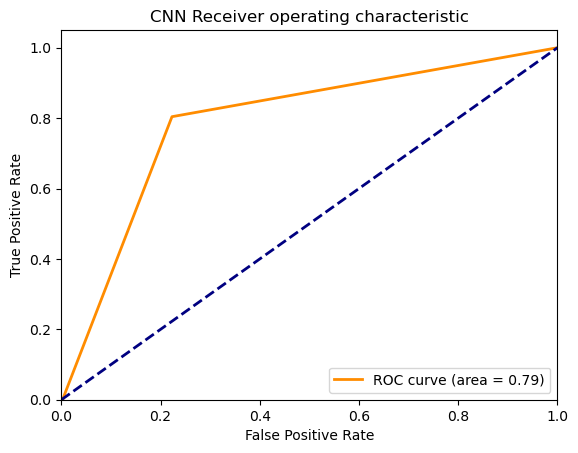 CNN Receiver operating characteristic
1.0
0.8
0.6
0.4
0.2
0.0
True Positive Rate
ROC curve (area = 0.79)
0.0 0.2 0.4 0.6 0.8 1.0
False Positive Rate